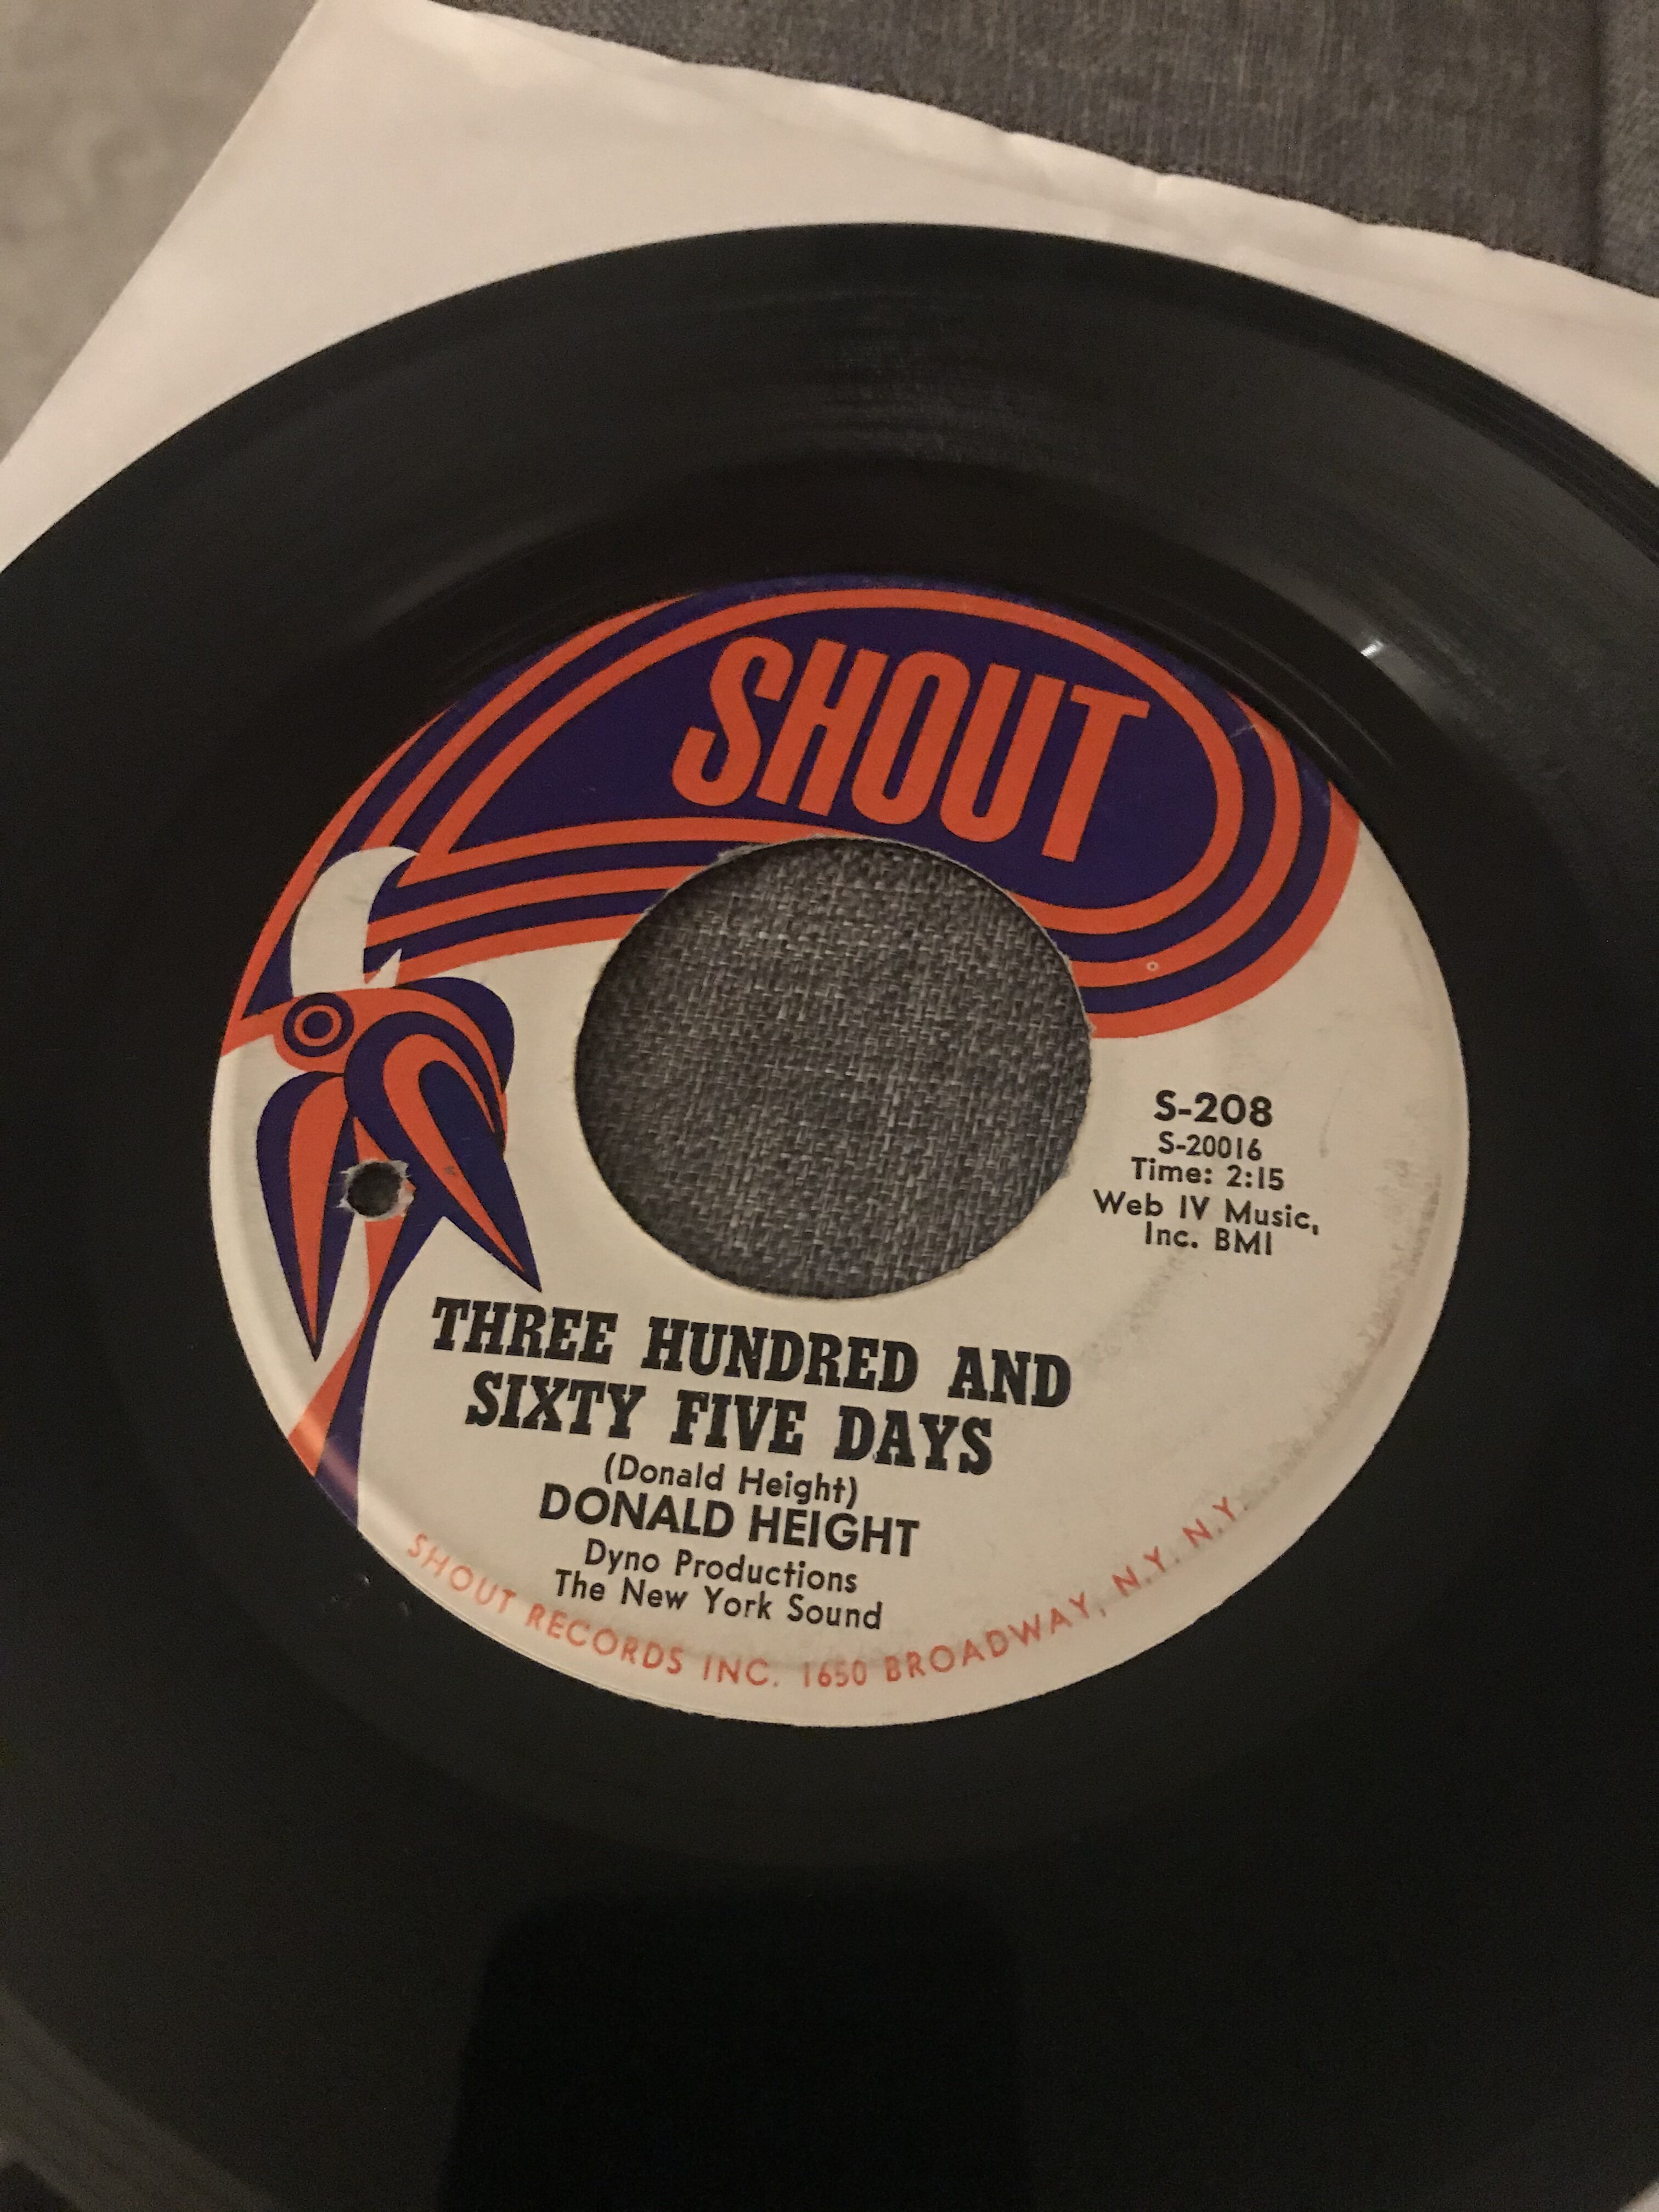 SHOUT
S-208
S-20016
Time: 2:15
Web IV Music,
Inc. BMI
THREE HUNDRED AND
SIXTY FIVE DAYS
(Donald Height)
DONALD HEIGHT
Dyno Productions
The New York Sound
SHOUT RECORDS INC. 1650 BROADWAY, N.Y. N.Y.